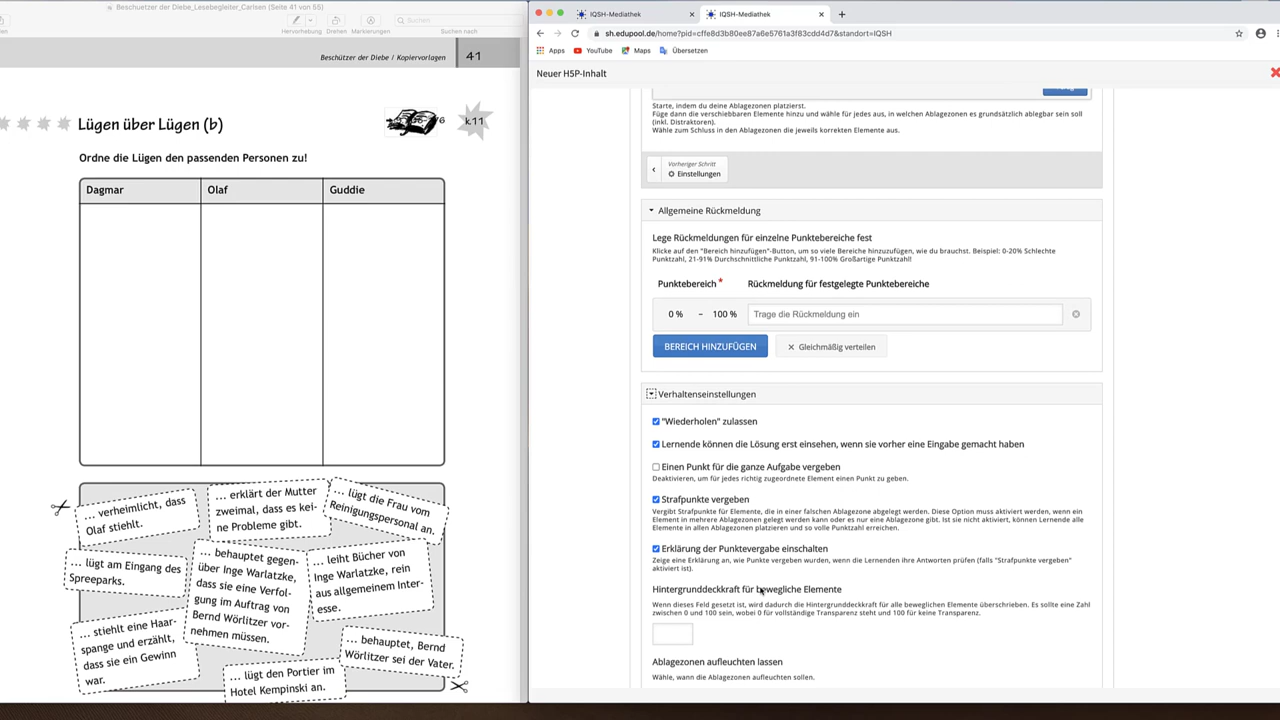 Beschuetzer der Diebe_Lesebegleiter_Carlsen (Seite 41 von 55)
Suchen
Hervorhebung
Drehen
Markierungen
Suchen nach
Beschützer der Diebe / Kopiervorlagen
41
Lügen über Lügen (b)
k11
Ordne die Lügen den passenden Personen zu!
Dagmar
Olaf
Guddie
... verheimlicht, dass
Olaf stiehlt.
... erklärt der Mutter
zweimal, dass es kei-
ne Probleme gibt.
... lügt die Frau vom
Reinigungspersonal an.
... lügt am Eingang des
Spreeparks.
... behauptet gegen-
über Inge Warlatzke,
dass sie eine Verfol-
gung im Auftrag von
Bernd Wörlitzer vor-
nehmen müssen.
... leiht Bücher von
Inge Warlatzke, rein
aus allgemeinem Inter-
esse.
... stiehlt eine Haar-
spange und erzählt,
dass sie ein Gewinn
war.
... behauptet, Bernd
Wörlitzer sei der Vater.
... lügt den Portier im
Hotel Kempinski an.
IQSH-Mediathek
IQSH-Mediathek
sh.edupool.de/home?pid=cffe8d3b80ee87a6e5761a3f83cdd4d7&standort=IQSH
Apps
YouTube
Maps
Übersetzen
Neuer H5P-Inhalt
Starte, indem du deine Ablagezonen platzierst.
Füge dann die verschiebbaren Elemente hinzu und wähle für jedes aus, in welchen Ablagezonen es grundsätzlich ablegbar sein soll
(inkl. Distraktoren).
Wähle zum Schluss in den Ablagezonen die jeweils korrekten Elemente aus.
Vorheriger Schritt
Einstellungen
Allgemeine Rückmeldung
Lege Rückmeldungen für einzelne Punktebereiche fest
Klicke auf den "Bereich hinzufügen"-Button, um so viele Bereiche hinzuzufügen, wie du brauchst. Beispiel: 0-20% Schlechte
Punktzahl, 21-91% Durchschnittliche Punktzahl, 91-100% Großartige Punktzahl!
Punktebereich *
Rückmeldung für festgelegte Punktebereiche
0 % – 100 %
Trage die Rückmeldung ein
BEREICH HINZUFÜGEN
Gleichmäßig verteilen
Verhaltenseinstellungen
"Wiederholen" zulassen
Lernende können die Lösung erst einsehen, wenn sie vorher eine Eingabe gemacht haben
Einen Punkt für die ganze Aufgabe vergeben
Deaktivieren, um für jedes richtig zugeordnete Element einen Punkt zu geben.
Strafpunkte vergeben
Vergibt Strafpunkte für Elemente, die in einer falschen Ablagezone abgelegt werden. Diese Option muss aktiviert werden, wenn ein
Element in mehrere Ablagezonen gelegt werden kann oder es nur eine Ablagezone gibt. Ist sie nicht aktiviert, können Lernende alle
Elemente in allen Ablagezonen platzieren und so volle Punktzahl erreichen.
Erklärung der Punktevergabe einschalten
Zeige eine Erklärung an, wie Punkte vergeben wurden, wenn die Lernenden ihre Antworten prüfen (falls "Strafpunkte vergeben"
aktiviert ist).
Hintergrunddeckkraft für bewegliche Elemente
Wenn dieses Feld gesetzt ist, wird dadurch die Hintergrunddeckkraft für alle beweglichen Elemente überschrieben. Es sollte eine Zahl
zwischen 0 und 100 sein, wobei 0 für vollständige Transparenz steht und 100 für keine Transparenz.
Ablagezonen aufleuchten lassen
Wähle, wann die Ablagezonen aufleuchten sollen.